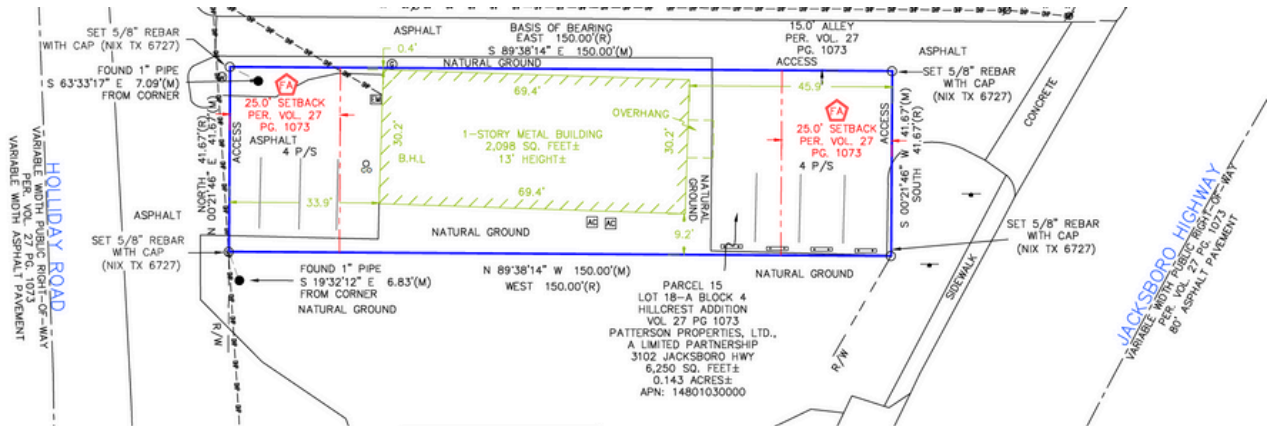 SET 5/8" REBAR
WITH CAP
(NIX TX 6727)
FOUND 1" PIPE
S 63°33'17" E 7.09'(M)
FROM CORNER
ASPHALT
BASIS OF BEARING
EAST 150.00'(R)
S 89°38'14" E 150.00'(M)
0.4'
NATURAL GROUND
15.0' ALLEY
PER. VOL. 27
PG. 1073
ACCESS
ASPHALT
SET 5/8" REBAR
WITH CAP
(NIX TX 6727)
FA
25.0' SETBACK
PER. VOL. 27
PG. 1073
ASPHALT
4 P/S
ACCESS
NORTH 41.67'(R)
N 00°21'46" E 41.67'(M)
33.9'
EM
69.4'
30.2'
B.H.L
1-STORY METAL BUILDING
2,098 SQ. FEET±
13' HEIGHT±
OVERHANG
30.2'
69.4'
45.9'
FA
25.0' SETBACK
PER. VOL. 27
PG. 1073
4 P/S
ACCESS
S 00°21'46" W 41.67'(M)
SOUTH 41.67'(R)
NATURAL
GROUND
AC
AC
9.2'
NATURAL GROUND
HOLLIDAY ROAD
VARIABLE WIDTH PUBLIC RIGHT-OF-WAY
PER. VOL. 27 PG. 1073
VARIABLE WIDTH ASPHALT PAVEMENT
ASPHALT
SET 5/8" REBAR
WITH CAP
(NIX TX 6727)
FOUND 1" PIPE
S 19°32'12" E 6.83'(M)
FROM CORNER
NATURAL GROUND
R/W
N 89°38'14" W 150.00'(M)
WEST 150.00'(R)
NATURAL GROUND
PARCEL 15
LOT 18-A BLOCK 4
HILLCREST ADDITION
VOL 27 PG 1073
PATTERSON PROPERTIES, LTD.,
A LIMITED PARTNERSHIP
3102 JACKSBORO HWY
6,250 SQ. FEET±
0.143 ACRES±
APN: 14801030000
R/W
SIDEWALK
CONCRETE
SET 5/8" REBAR
WITH CAP
(NIX TX 6727)
JACKSBORO HIGHWAY
VARIABLE WIDTH PUBLIC RIGHT-OF-WAY
PER. VOL. 27 PG. 1073
80' ASPHALT PAVEMENT